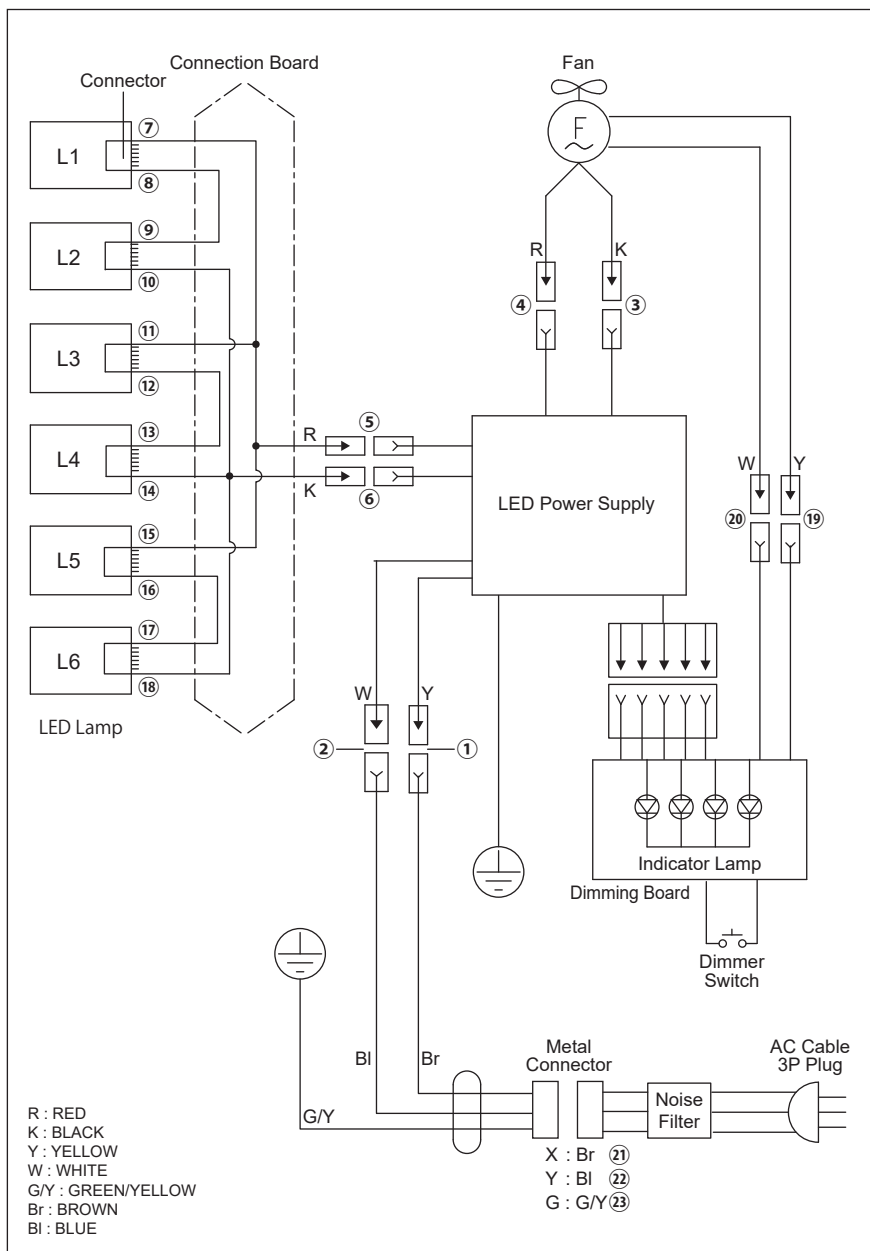 Connection Board
Connector
Fan
F
L1
⑦
⑧
L2
⑨
⑩
L3
⑪
⑫
L4
⑬
⑭
L5
⑮
⑯
L6
⑰
⑱
LED Lamp
R
K
④
③
R
⑤
K
⑥
LED Power Supply
W
Y
⑳
⑲
W
Y
②
①
Indicator Lamp
Dimming Board
Dimmer
Switch
Bl
Br
G/Y
Metal
Connector
Noise
Filter
AC Cable
3P Plug
X : Br ㉑
Y : Bl ㉒
G : G/Y ㉓
R : RED
K : BLACK
Y : YELLOW
W : WHITE
G/Y : GREEN/YELLOW
Br : BROWN
Bl : BLUE